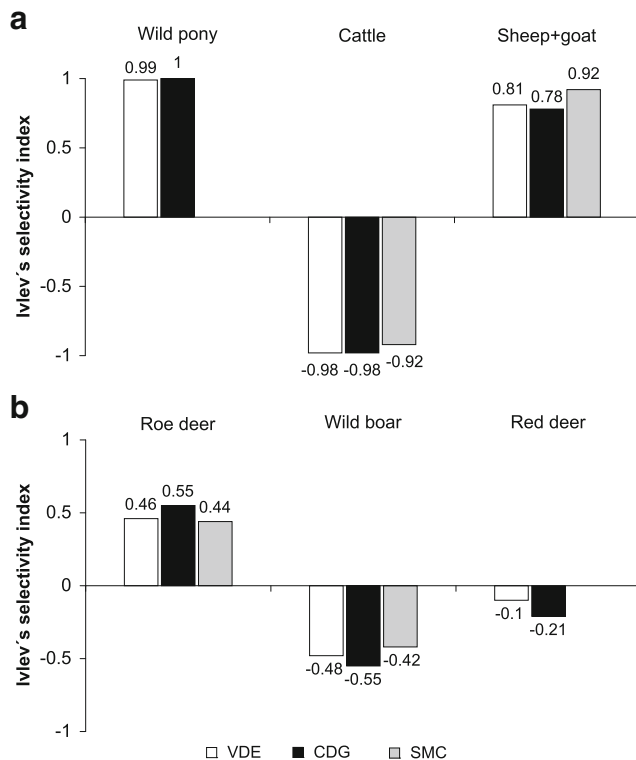 a
Wild pony Cattle Sheep+goat
Ivlev´s selectivity index
1
0.5
0
-0.5
-1
0.99 1
-0.98 -0.98 -0.92
0.81 0.78 0.92
b
Roe deer Wild boar Red deer
Ivlev´s selectivity index
1
0.5
0
-0.5
-1
0.46 0.55 0.44
-0.48 -0.55 -0.42
-0.1 -0.21
VDE CDG SMC